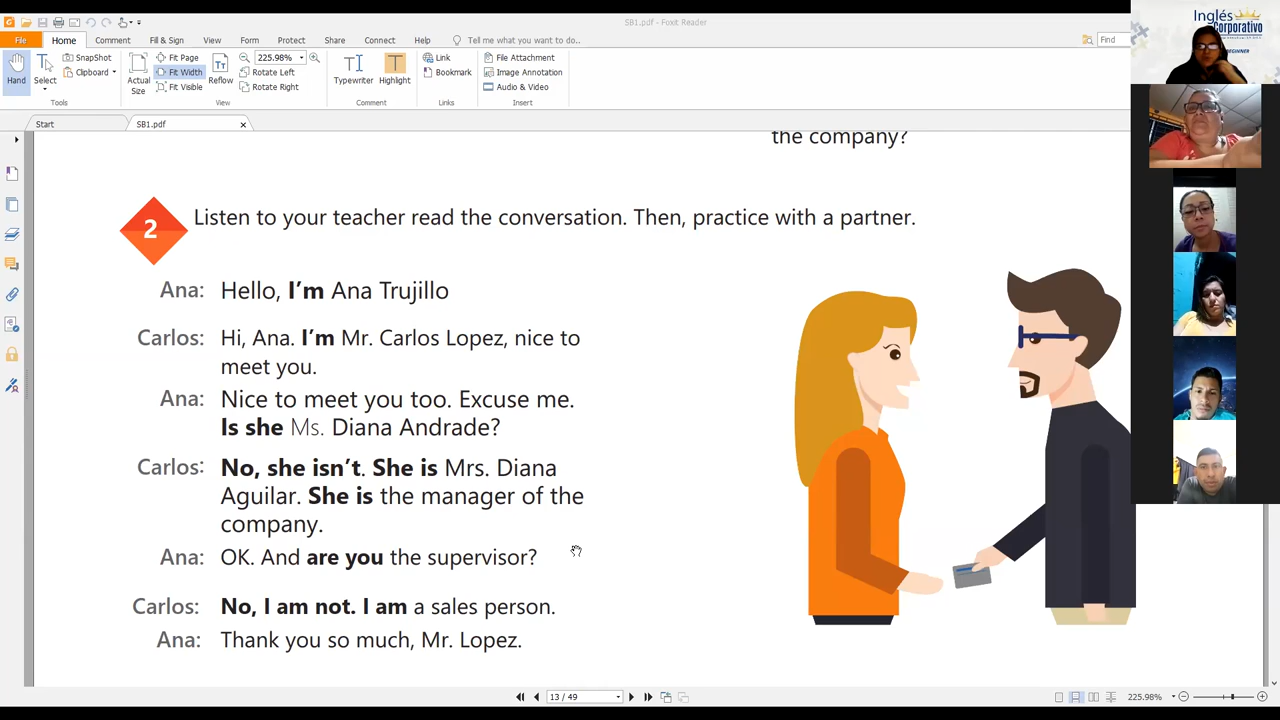 SB1.pdf - Foxit Reader
File Home Comment Fill & Sign View Form Protect Share Connect Help Tell me what you want to do.. Find
Hand Select SnapShot Clipboard Actual Size Fit Page Fit Width Fit Visible Reflow 225.98% Rotate Left Rotate Right Typewriter Highlight Link Bookmark File Attachment Image Annotation Audio & Video
Tools View Comment Links Insert
Start SB1.pdf
the company?
2 Listen to your teacher read the conversation. Then, practice with a partner.
Ana: Hello, I'm Ana Trujillo
Carlos: Hi, Ana. I'm Mr. Carlos Lopez, nice to
meet you.
Ana: Nice to meet you too. Excuse me.
Is she Ms. Diana Andrade?
Carlos: No, she isn't. She is Mrs. Diana
Aguilar. She is the manager of the
company.
Ana: OK. And are you the supervisor?
Carlos: No, I am not. I am a sales person.
Ana: Thank you so much, Mr. Lopez.
13 / 49 225.98%
Inglés
Corporativo